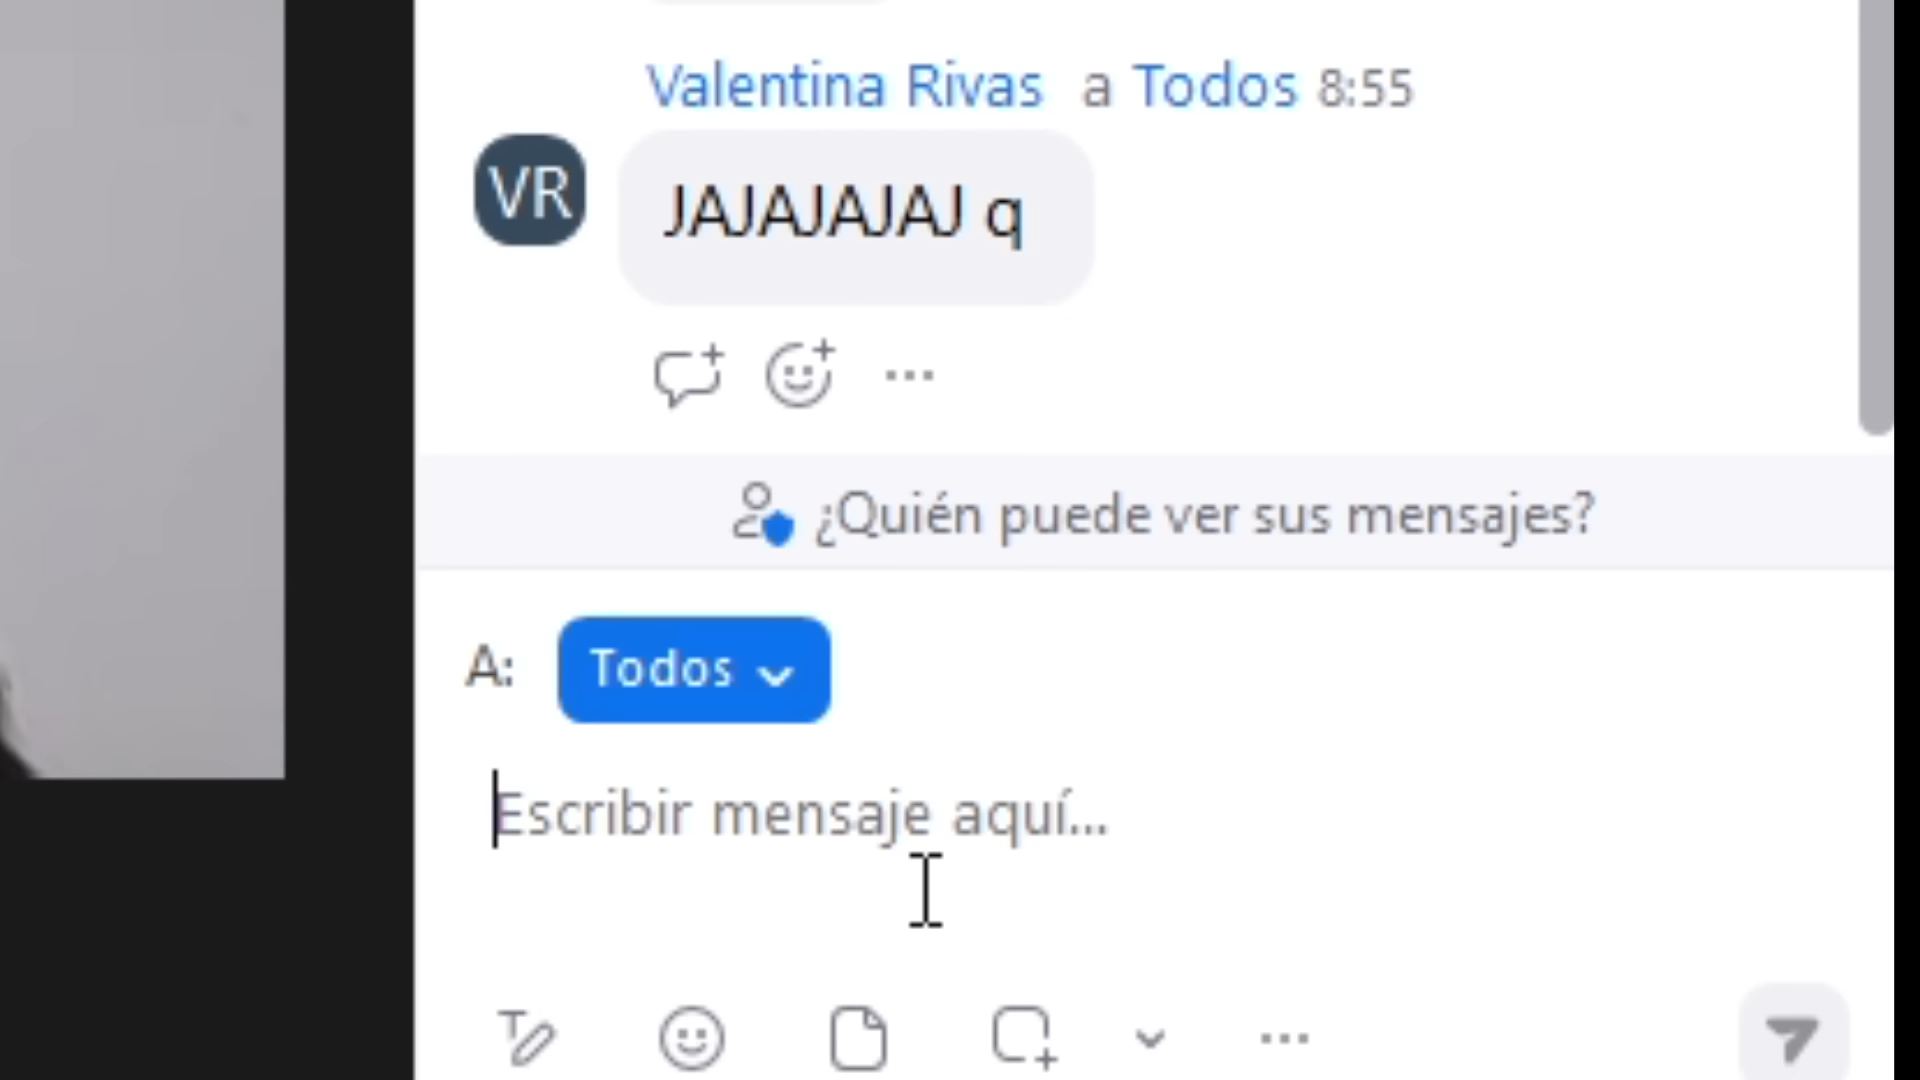 Valentina Rivas a Todos 8:55
VR
JAJAJAJAJ q
¿Quién puede ver sus mensajes?
A: Todos
Escribir mensaje aquí...